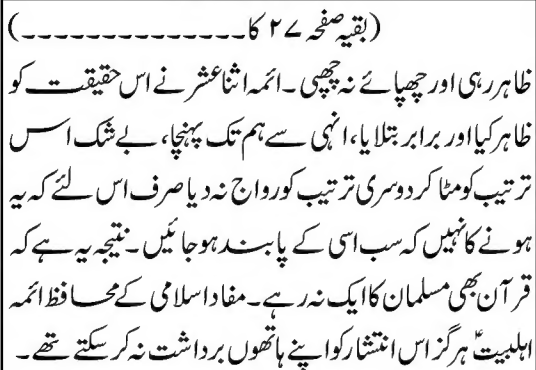 (بقیہ صفحہ ۲۷ کا---------------)
ظاہر رہی اور چھپائے نہ چھپی۔ ائمہ اثنا عشر نے اس حقیقت کو
ظاہر کیا اور برابر بتلایا، انہی سے ہم تک پہنچا، بے شک اس
ترتیب کو مٹا کر دوسری ترتیب کو رواج نہ دیا صرف اس لئے کہ یہ
ہونے کا نہیں کہ سب اسی کے پابند ہو جائیں۔ نتیجہ یہ ہے کہ
قرآن بھی مسلمان کا ایک نہ رہے۔ مفاد اسلامی کے محافظ ائمہ
اہلبیتؑ ہرگز اس انتشار کو اپنے ہاتھوں برداشت نہ کر سکتے تھے۔